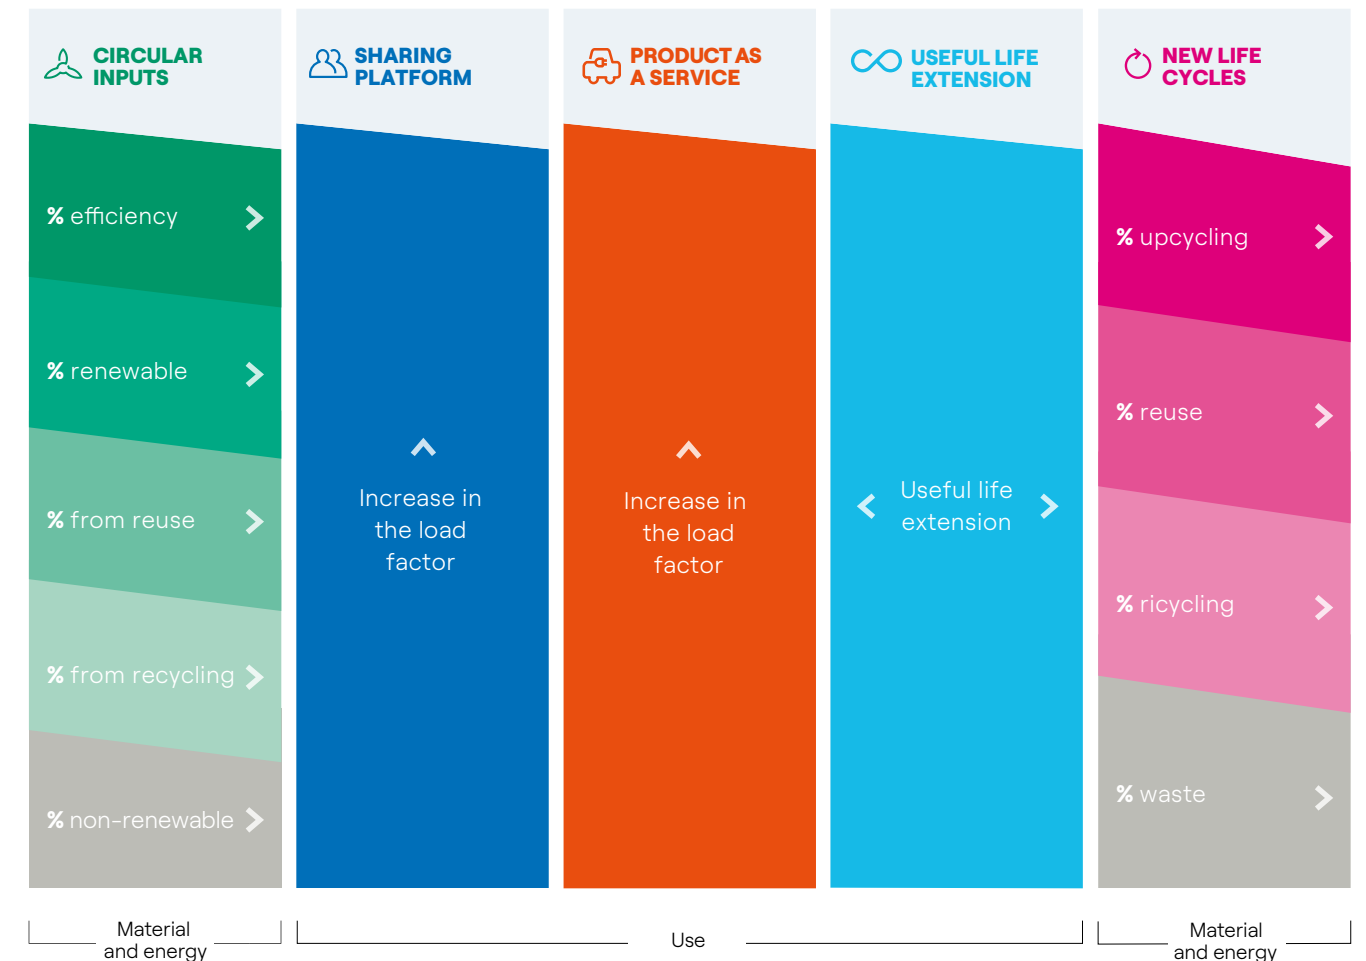 CIRCULAR
INPUTS
% efficiency
% renewable
% from reuse
% from recycling
% non-renewable
Material
and energy
SHARING
PLATFORM
Increase in
the load
factor
PRODUCT AS
A SERVICE
Increase in
the load
factor
USEFUL LIFE
EXTENSION
Useful life
extension
Use
NEW LIFE
CYCLES
% upcycling
% reuse
% ricycling
% waste
Material
and energy